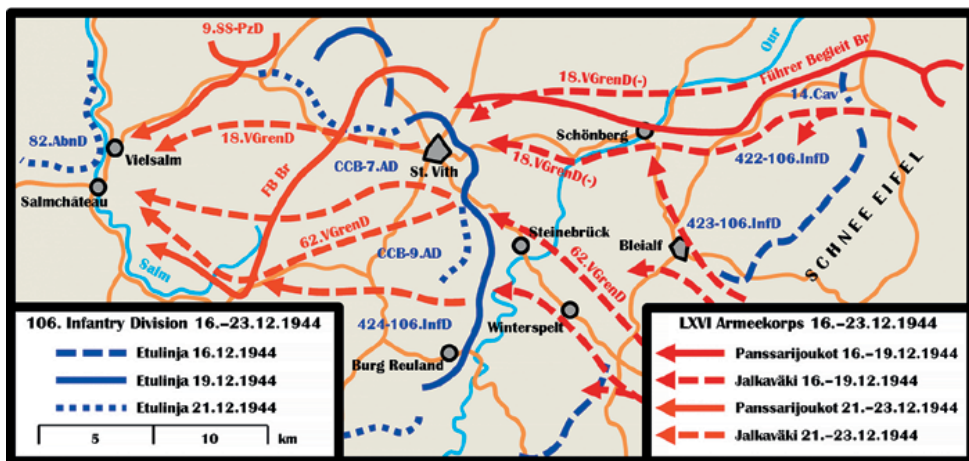 9.SS-PzD
Our
Führer Begleit Br
18.VGrenD(-)
14.Cav
82.AbnD
18.VGrenD
Schönberg
Vielsalm
CCB-7.AD
St. Vith
18.VGrenD(-)
422-106.InfD
FB Br
Salmchâteau
SCHNEE EIFEL
62.VGrenD
423-106.InfD
Steinebrück
Bleialf
CCB-9.AD
Salm
62.VGrenD
Winterspelt
424-106.InfD
Burg Reuland
106. Infantry Division 16.–23.12.1944
Etulinja 16.12.1944
Etulinja 19.12.1944
Etulinja 21.12.1944
5 10 km
LXVI Armeekorps 16.–23.12.1944
Panssarijoukot 16.–19.12.1944
Jalkaväki 16.–19.12.1944
Panssarijoukot 21.–23.12.1944
Jalkaväki 21.–23.12.1944